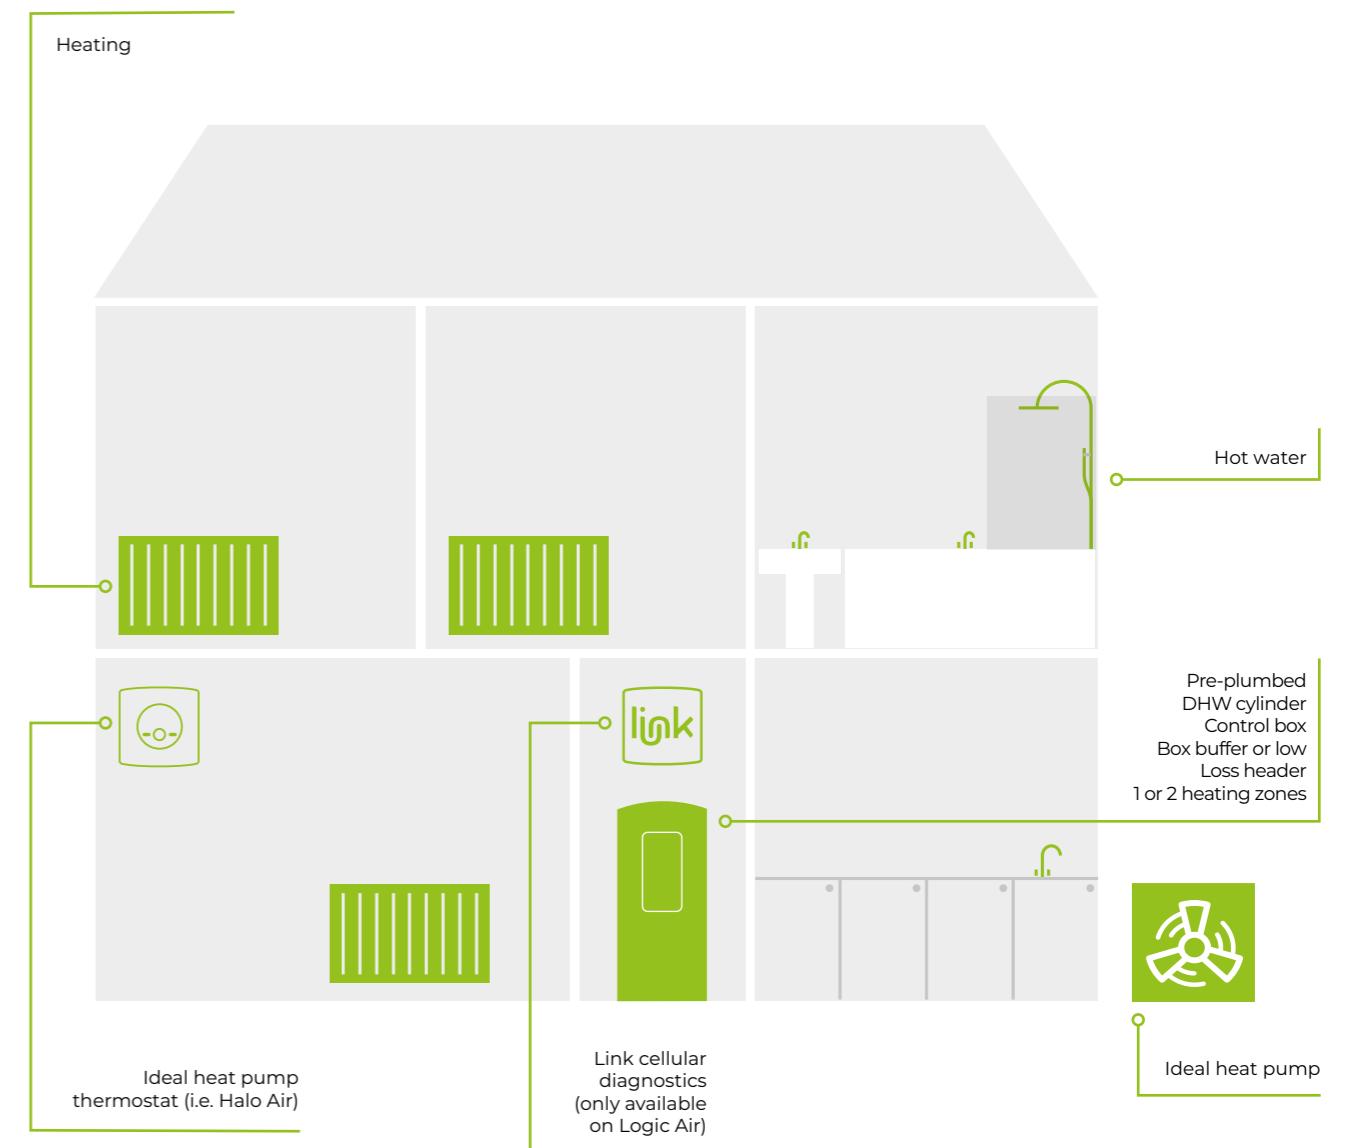 Heating
Hot water
Pre-plumbed
DHW cylinder
Control box
Box buffer or low
Loss header
1 or 2 heating zones
link
Ideal heat pump
thermostat (i.e. Halo Air)
Link cellular
diagnostics
(only available
on Logic Air)
Ideal heat pump